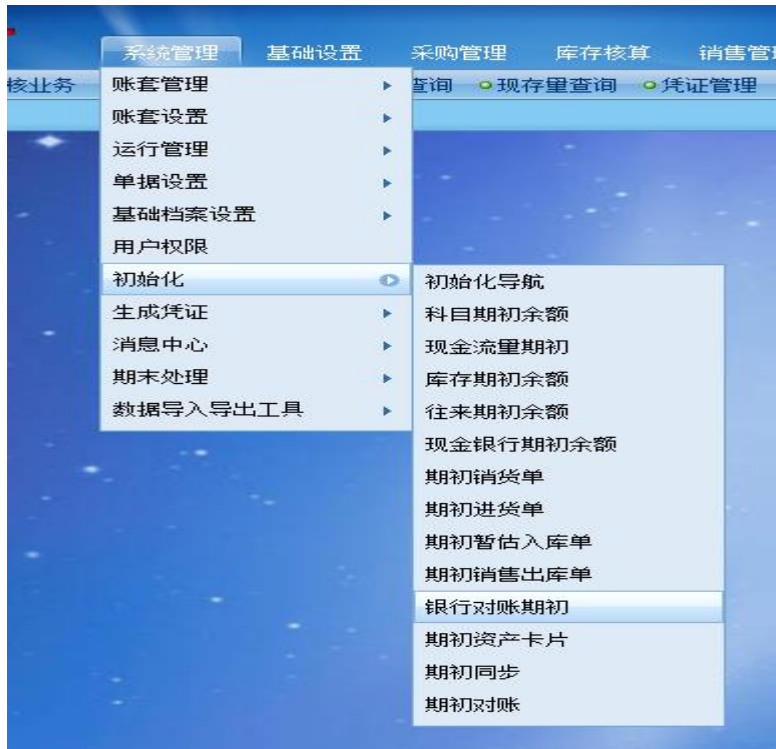 系统管理 基础设置 采购管理 库存核算 销售管
核业务 查询 现存量查询 凭证管理
账套管理
账套设置
运行管理
单据设置
基础档案设置
用户权限
初始化
生成凭证
消息中心
期末处理
数据导入导出工具
初始化导航
科目期初余额
现金流量期初
库存期初余额
往来期初余额
现金银行期初余额
期初销货单
期初进货单
期初暂估入库单
期初销售出库单
银行对账期初
期初资产卡片
期初同步
期初对账